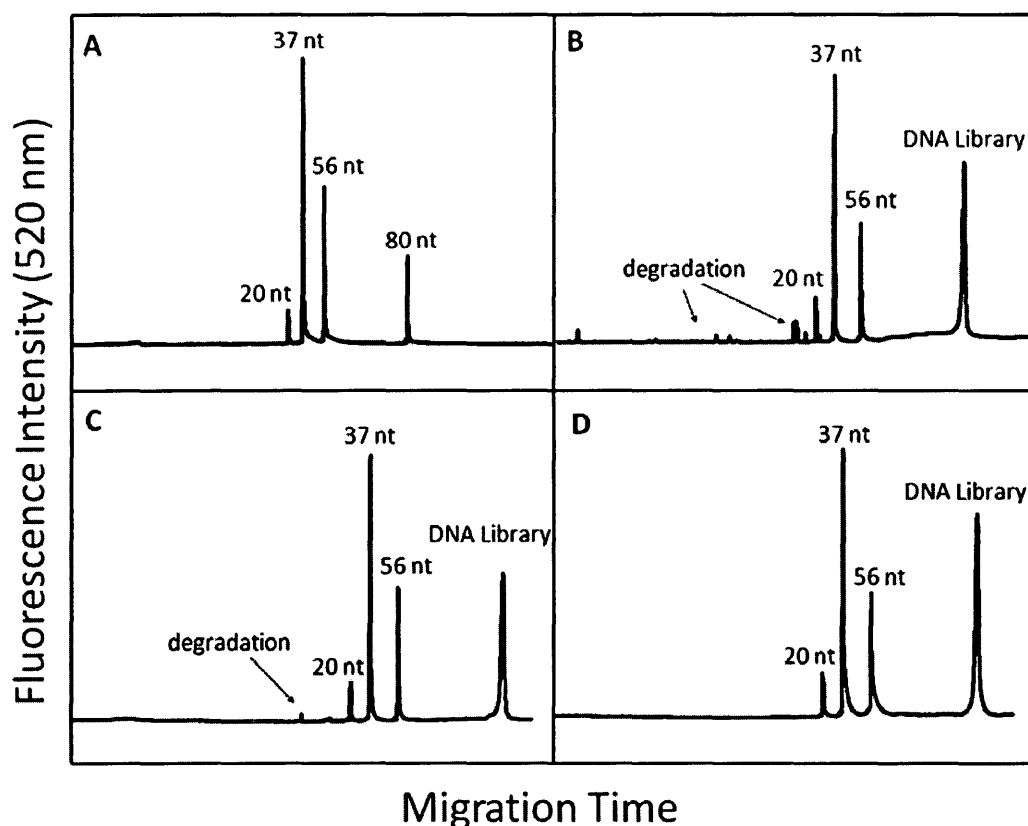 Fluorescence Intensity (520 nm)
A
37 nt
56 nt
80 nt
20 nt
B
37 nt
DNA Library
56 nt
degradation
20 nt
C
37 nt
DNA Library
56 nt
degradation
20 nt
D
37 nt
DNA Library
56 nt
20 nt
Migration Time